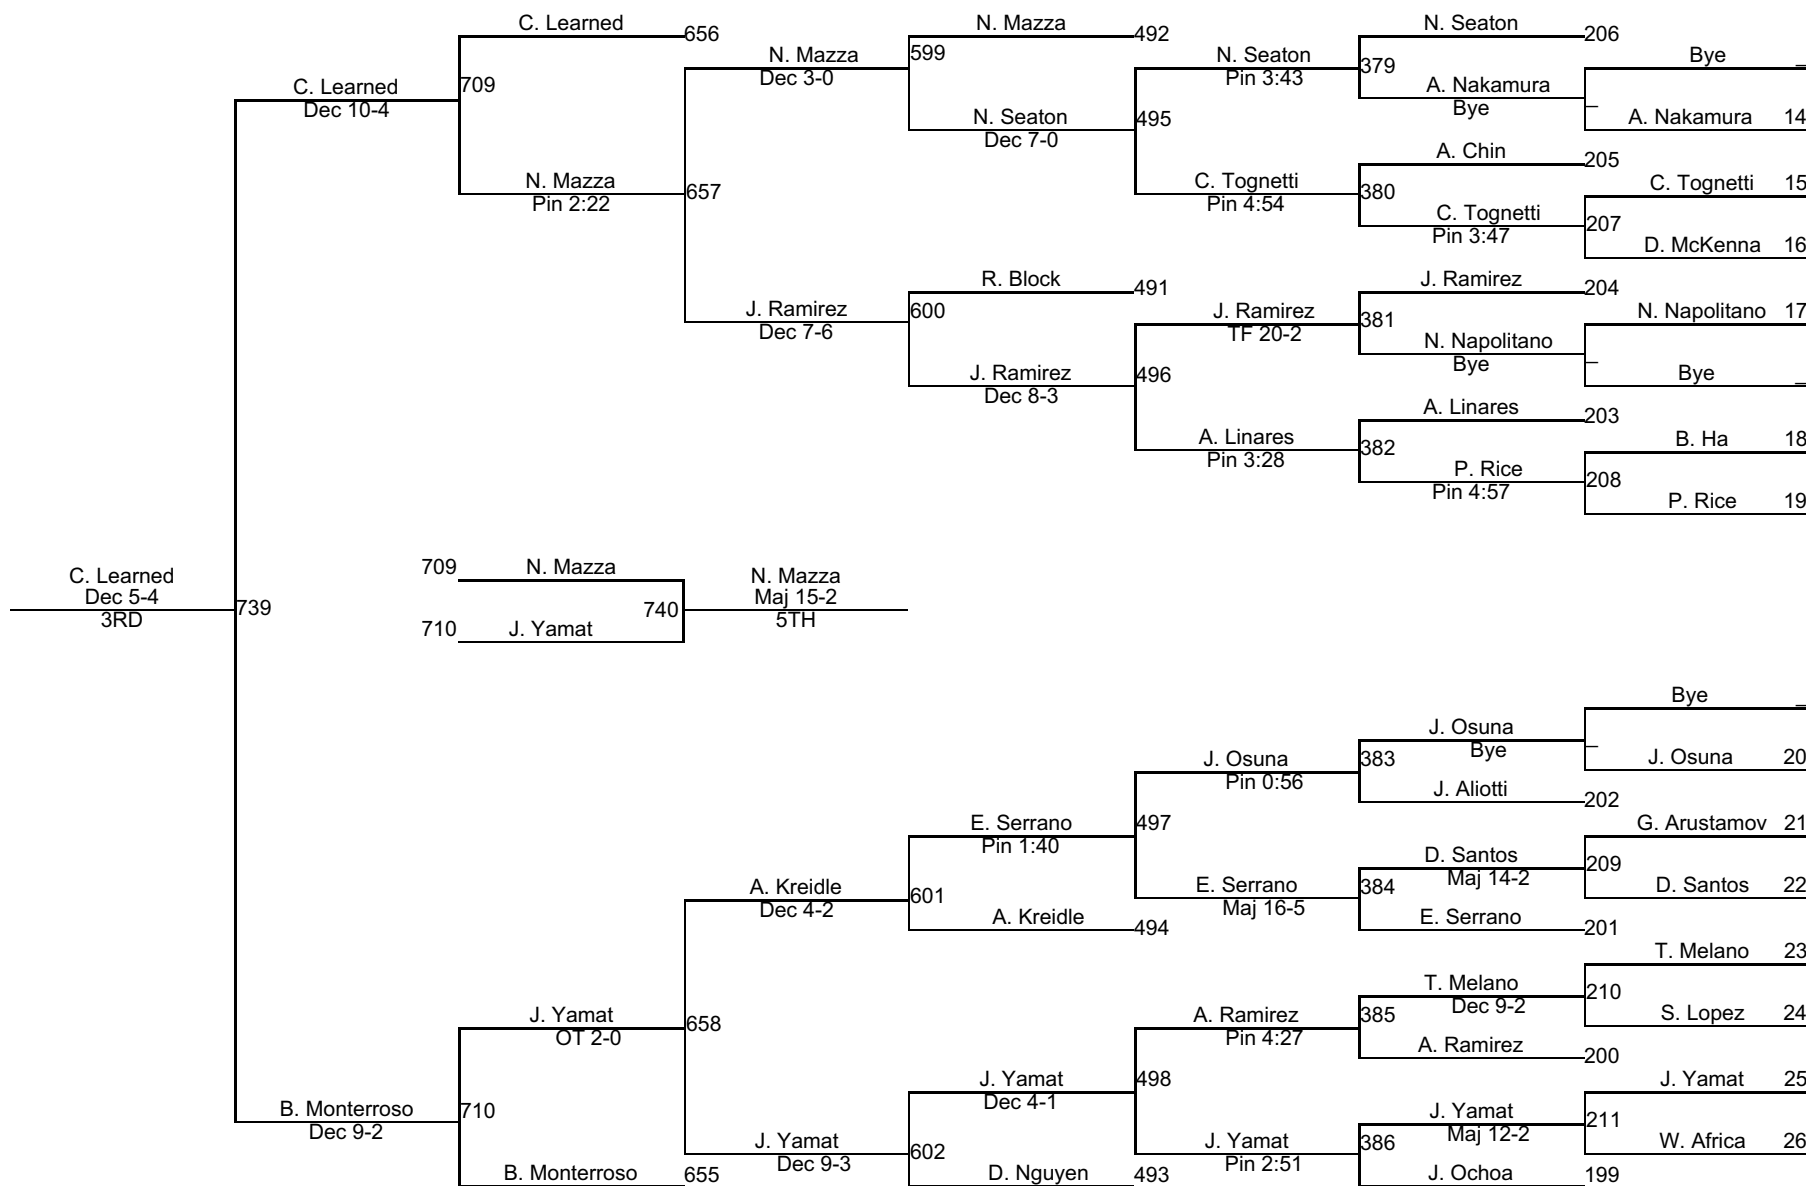 C. Learned
656
N. Mazza
Dec 3-0
599
N. Mazza
492
N. Seaton
Pin 3:43
379
N. Seaton
206
Bye
_
C. Learned
Dec 10-4
709
A. Nakamura
Bye
_
A. Nakamura 14
N. Seaton
Dec 7-0
495
A. Chin
205
N. Mazza
Pin 2:22
657
C. Tognetti
Pin 4:54
380
C. Tognetti 15
C. Tognetti
Pin 3:47
207
D. McKenna 16
R. Block
491
J. Ramirez
204
J. Ramirez
Dec 7-6
600
J. Ramirez
TF 20-2
381
N. Napolitano 17
N. Napolitano
Bye
_
Bye
_
J. Ramirez
Dec 8-3
496
A. Linares
203
A. Linares
Pin 3:28
382
B. Ha 18
P. Rice
Pin 4:57
208
P. Rice 19
C. Learned
Dec 5-4
3RD
739
709 N. Mazza
740
N. Mazza
Maj 15-2
5TH
710 J. Yamat
Bye
_
J. Osuna
Bye
_
J. Osuna
Pin 0:56
383
J. Osuna 20
J. Aliotti
202
E. Serrano
Pin 1:40
497
G. Arustamov 21
D. Santos
Maj 14-2
209
A. Kreidle
Dec 4-2
601
E. Serrano
Maj 16-5
384
D. Santos 22
A. Kreidle
494
E. Serrano
201
T. Melano 23
J. Yamat
OT 2-0
658
A. Ramirez
Pin 4:27
385
T. Melano
Dec 9-2
210
S. Lopez 24
A. Ramirez
200
J. Yamat
Dec 4-1
498
J. Yamat 25
B. Monterroso
Dec 9-2
710
J. Yamat
Dec 9-3
602
J. Yamat
Pin 2:51
386
J. Yamat
Maj 12-2
211
W. Africa 26
B. Monterroso
655
D. Nguyen
493
J. Ochoa
199